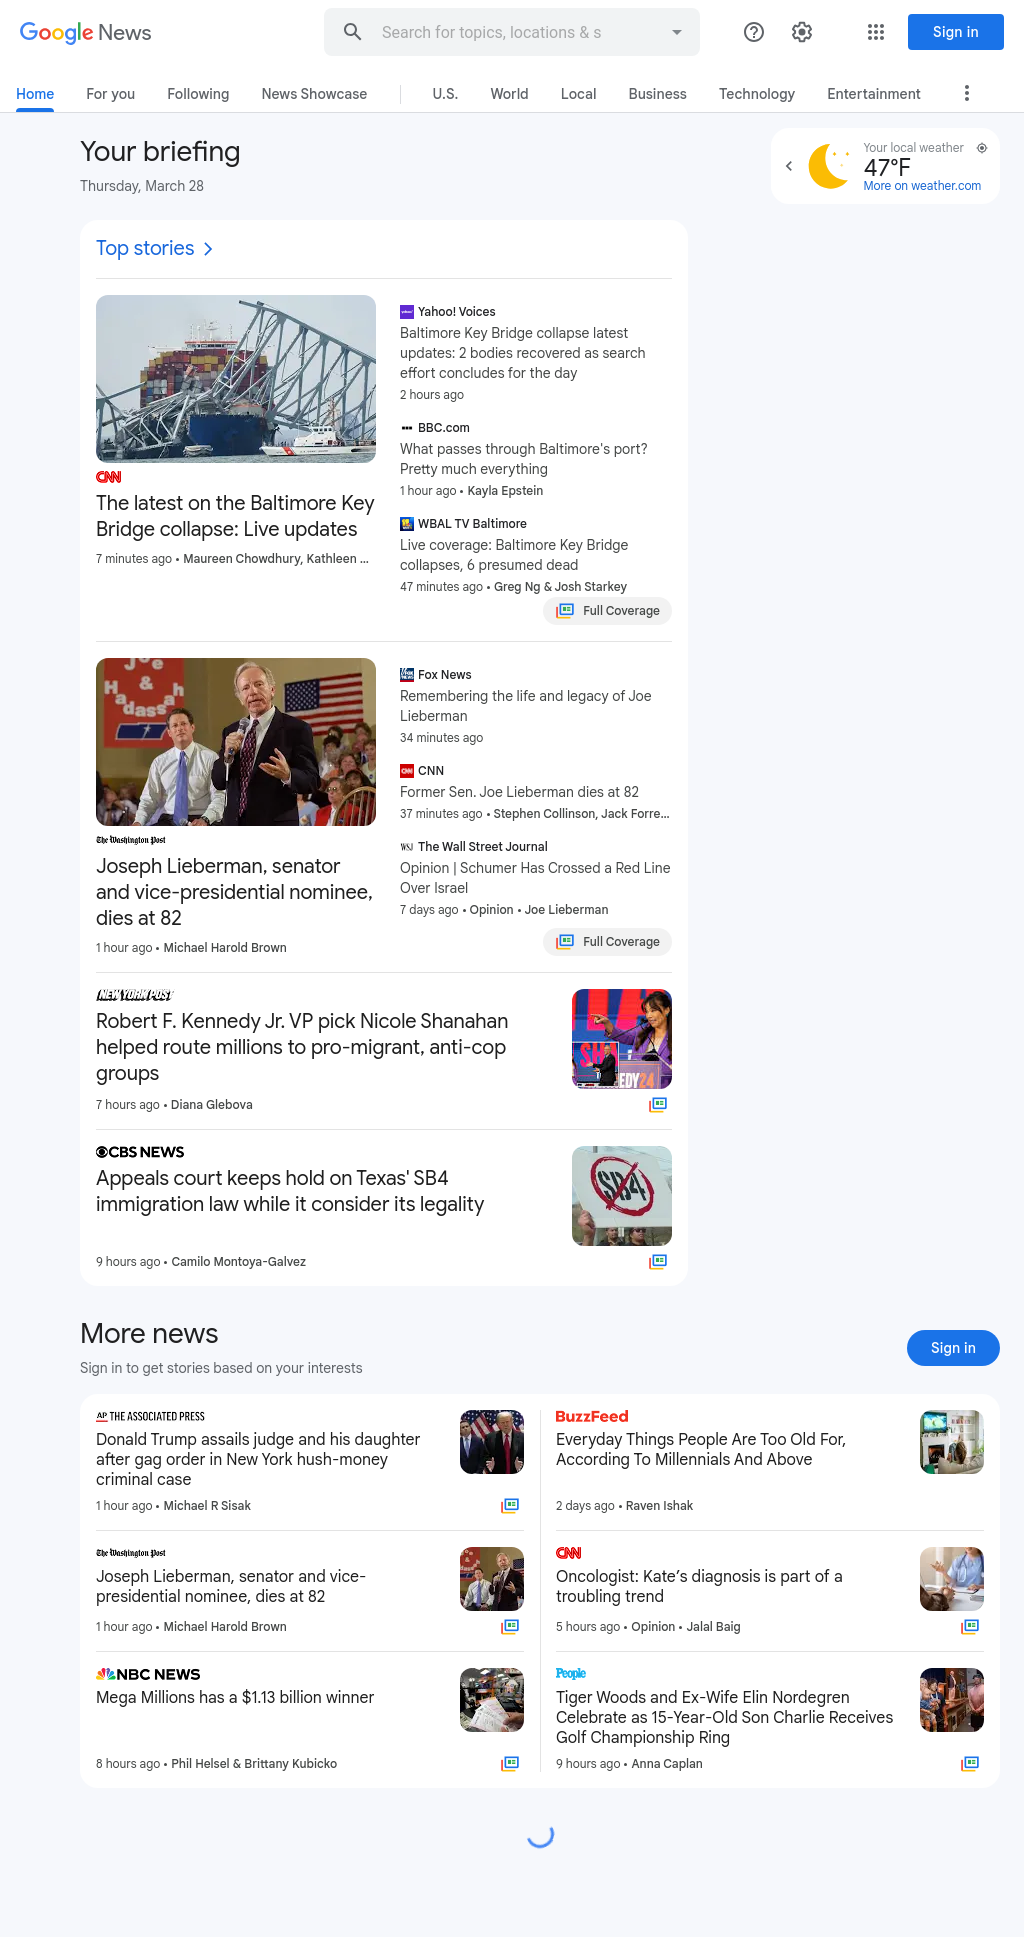 Google News
Search for topics, locations & s
Sign in
Home
For you
Following
News Showcase
U.S.
World
Local
Business
Technology
Entertainment
Your briefing
Thursday, March 28
Your local weather
47°F
More on weather.com
Top stories
CNN
The latest on the Baltimore Key
Bridge collapse: Live updates
7 minutes ago • Maureen Chowdhury, Kathleen ...
Yahoo! Voices
Baltimore Key Bridge collapse latest
updates: 2 bodies recovered as search
effort concludes for the day
2 hours ago
BBC.com
What passes through Baltimore's port?
Pretty much everything
1 hour ago • Kayla Epstein
WBAL TV Baltimore
Live coverage: Baltimore Key Bridge
collapses, 6 presumed dead
47 minutes ago • Greg Ng & Josh Starkey
Full Coverage
Joe
&
Hadassah
The Washington Post
Joseph Lieberman, senator
and vice-presidential nominee,
dies at 82
1 hour ago • Michael Harold Brown
Fox News
Remembering the life and legacy of Joe
Lieberman
34 minutes ago
CNN
Former Sen. Joe Lieberman dies at 82
37 minutes ago • Stephen Collinson, Jack Forre...
WSJ The Wall Street Journal
Opinion | Schumer Has Crossed a Red Line
Over Israel
7 days ago • Opinion • Joe Lieberman
Full Coverage
NEW YORK POST
Robert F. Kennedy Jr. VP pick Nicole Shanahan
helped route millions to pro-migrant, anti-cop
groups
7 hours ago • Diana Glebova
SHA
EDY24
CBS NEWS
Appeals court keeps hold on Texas' SB4
immigration law while it consider its legality
9 hours ago • Camilo Montoya-Galvez
SB4
More news
Sign in to get stories based on your interests
Sign in
AP THE ASSOCIATED PRESS
Donald Trump assails judge and his daughter
after gag order in New York hush-money
criminal case
1 hour ago • Michael R Sisak
BuzzFeed
Everyday Things People Are Too Old For,
According To Millennials And Above
2 days ago • Raven Ishak
The Washington Post
Joseph Lieberman, senator and vice-
presidential nominee, dies at 82
1 hour ago • Michael Harold Brown
CNN
Oncologist: Kate’s diagnosis is part of a
troubling trend
5 hours ago • Opinion • Jalal Baig
NBC NEWS
Mega Millions has a $1.13 billion winner
8 hours ago • Phil Helsel & Brittany Kubicko
People
Tiger Woods and Ex-Wife Elin Nordegren
Celebrate as 15-Year-Old Son Charlie Receives
Golf Championship Ring
9 hours ago • Anna Caplan